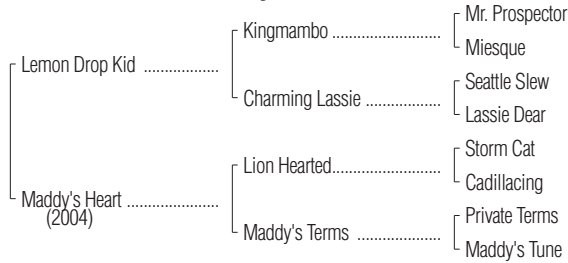 Mr. Prospector
Kingmambo ......................
Miesque
Lemon Drop Kid ..................
Seattle Slew
Charming Lassie ..................
Lassie Dear
Storm Cat
Lion Hearted..........................
Cadillacing
Maddy's Heart ......................
(2004)
Private Terms
Maddy's Terms ....................
Maddy's Tune